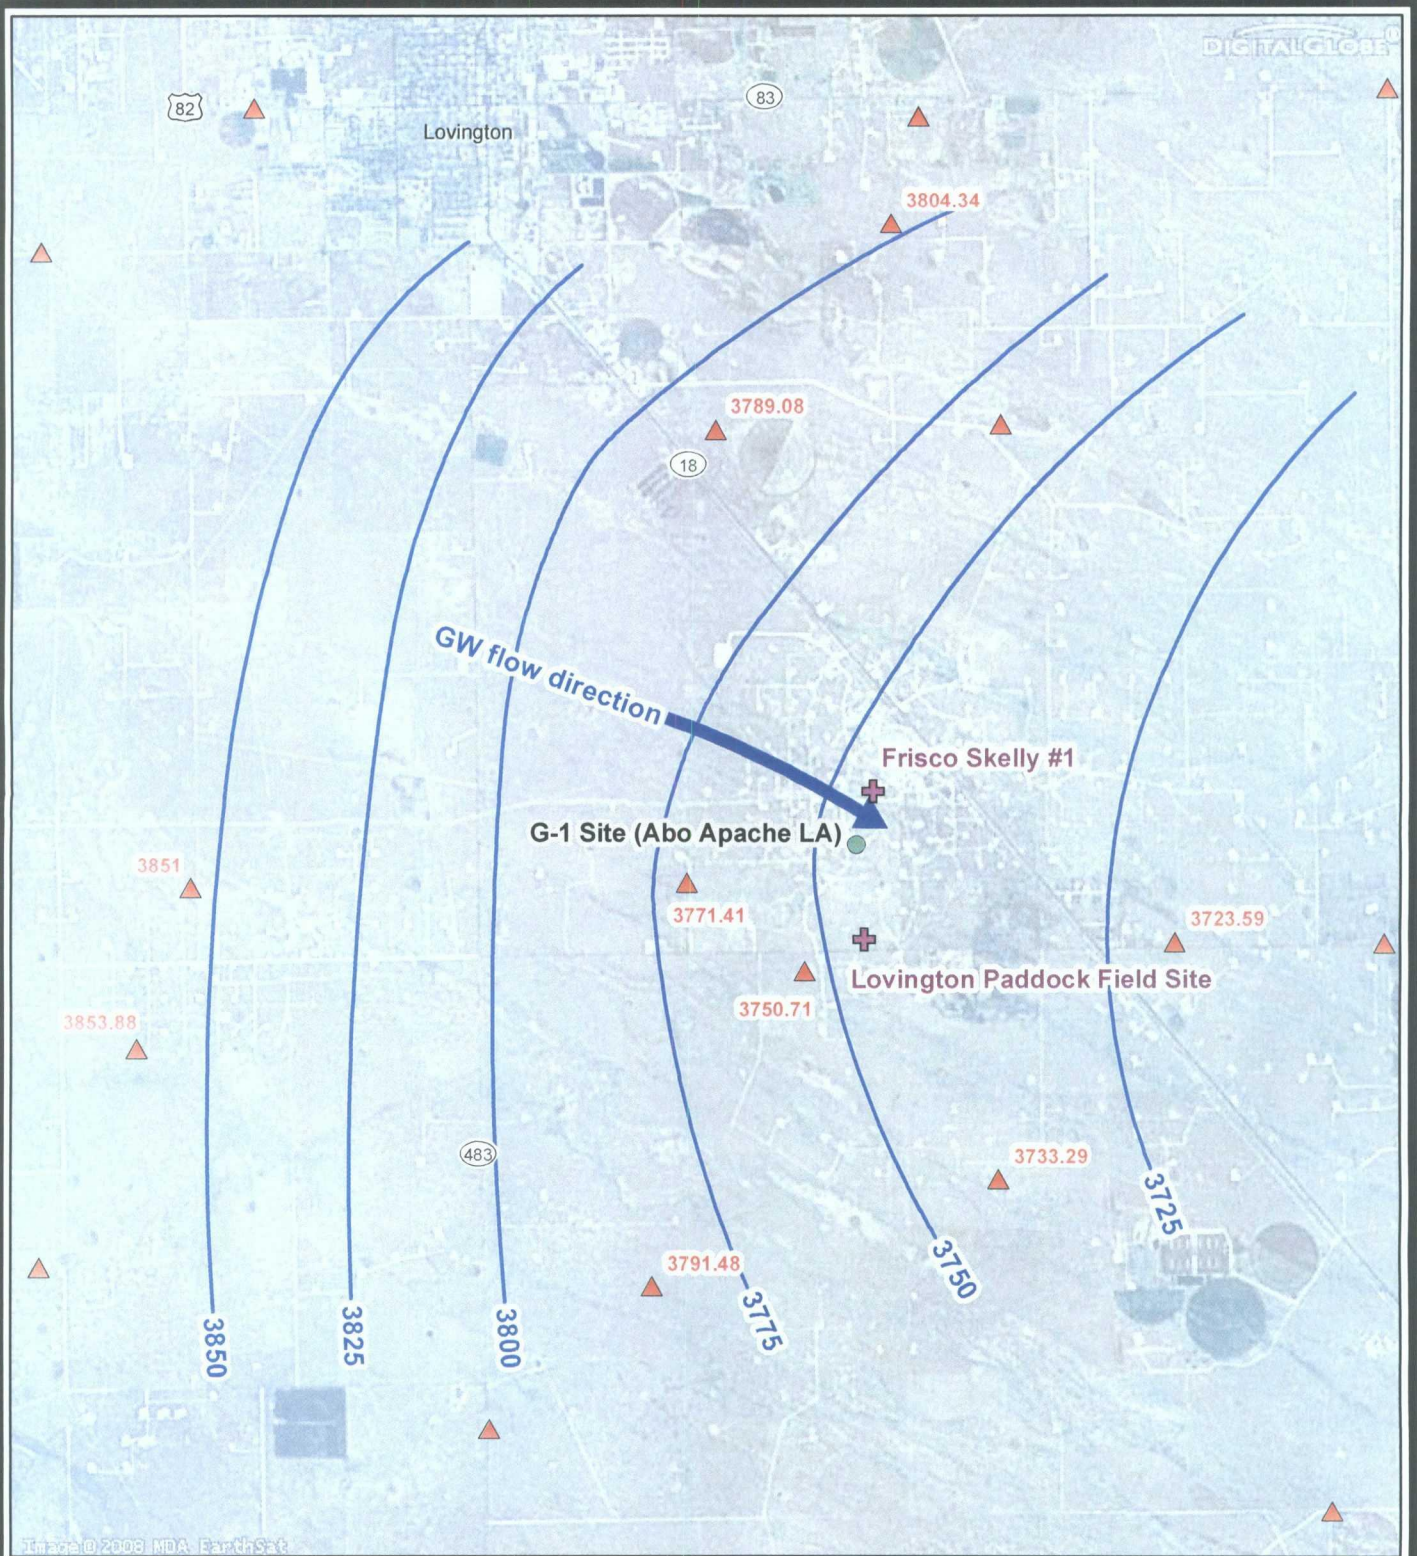 DIGITALGLOBE
82
83
Lovington
3804.34
3789.08
18
GW flow direction
Frisco Skelly #1
G-1 Site (Abo Apache LA)
3851
3771.41
3723.59
Lovington Paddock Field Site
3750.71
3853.88
483
3733.29
3725
3750
3791.48
3775
3800
3825
3850
Image © 2008 MDA EarthSat